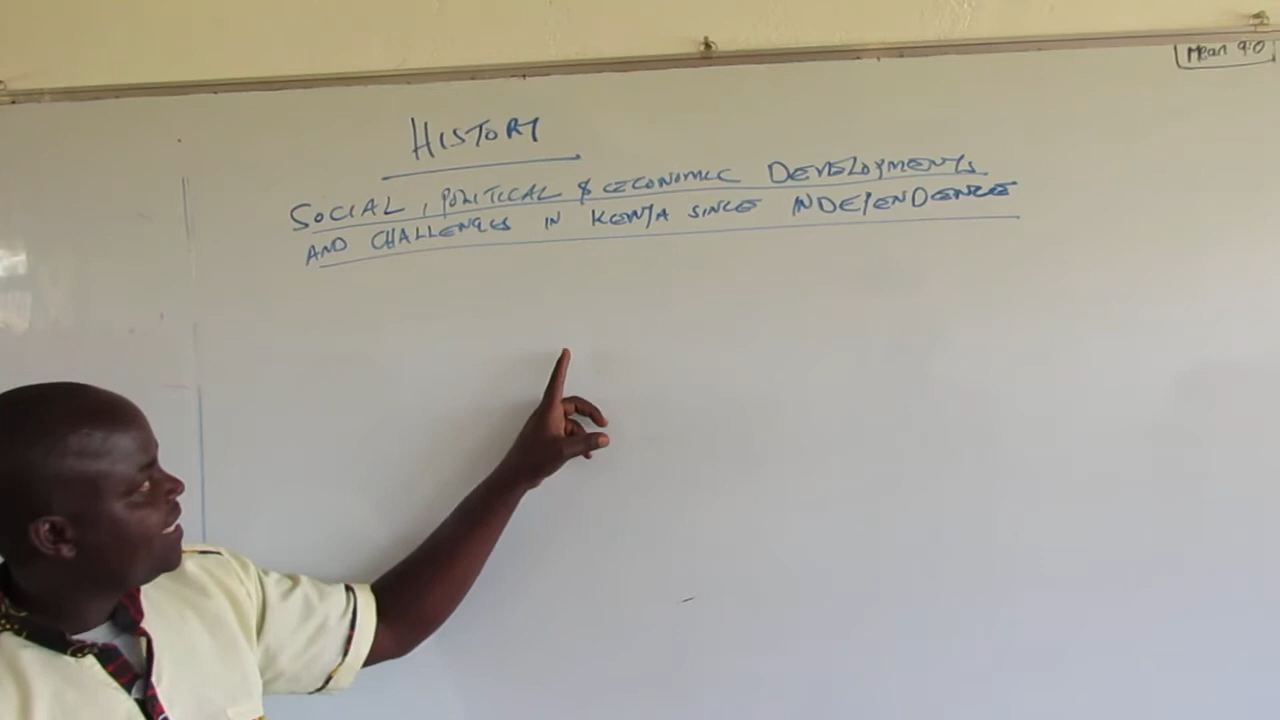 Mean 9.0
HISTORY
SOCIAL, POLITICAL & ECONOMIC DEVELOPMENTS
AND CHALLENGES IN KENYA SINCE INDEPENDENCE